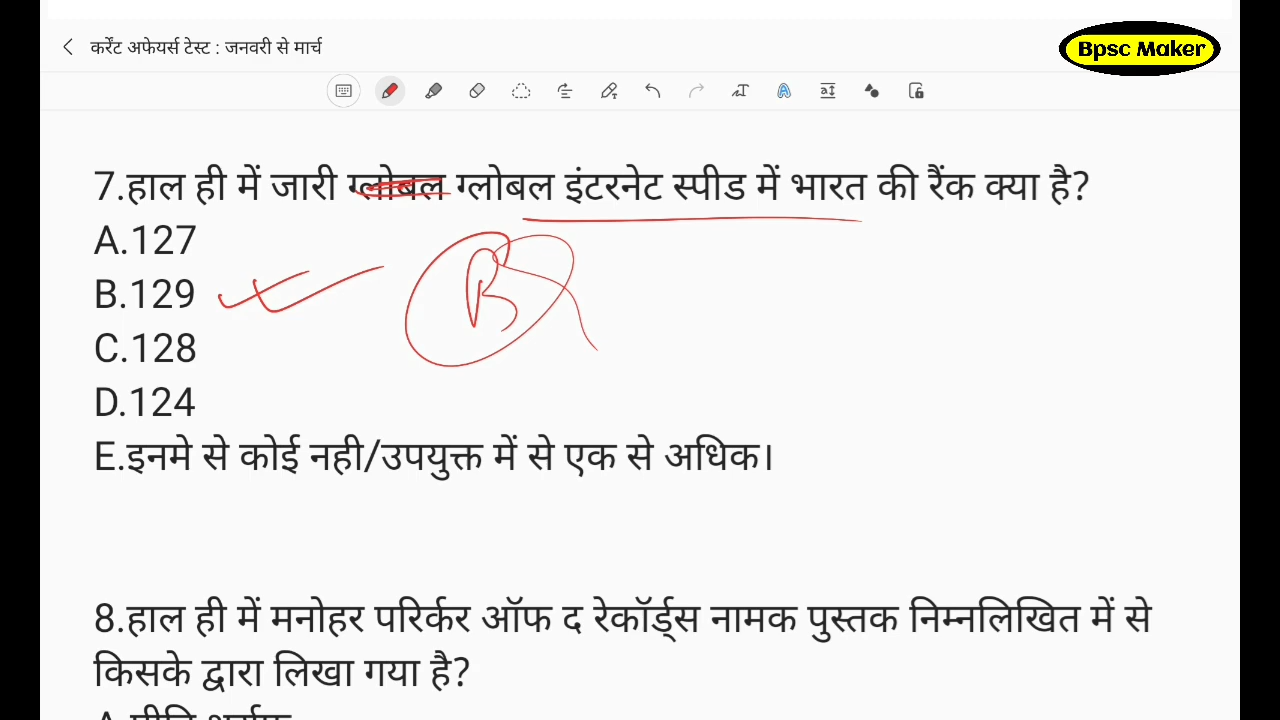 कर्रेंट अफेयर्स टेस्ट : जनवरी से मार्च
Bpsc Maker
7.हाल ही में जारी ग्लोबल ग्लोबल इंटरनेट स्पीड में भारत की रैंक क्या है?
A.127
B.129
B
C.128
D.124
E.इनमे से कोई नही/उपयुक्त में से एक से अधिक।
8.हाल ही में मनोहर परिर्कर ऑफ द रेकॉर्ड्स नामक पुस्तक निम्नलिखित में से
किसके द्वारा लिखा गया है?